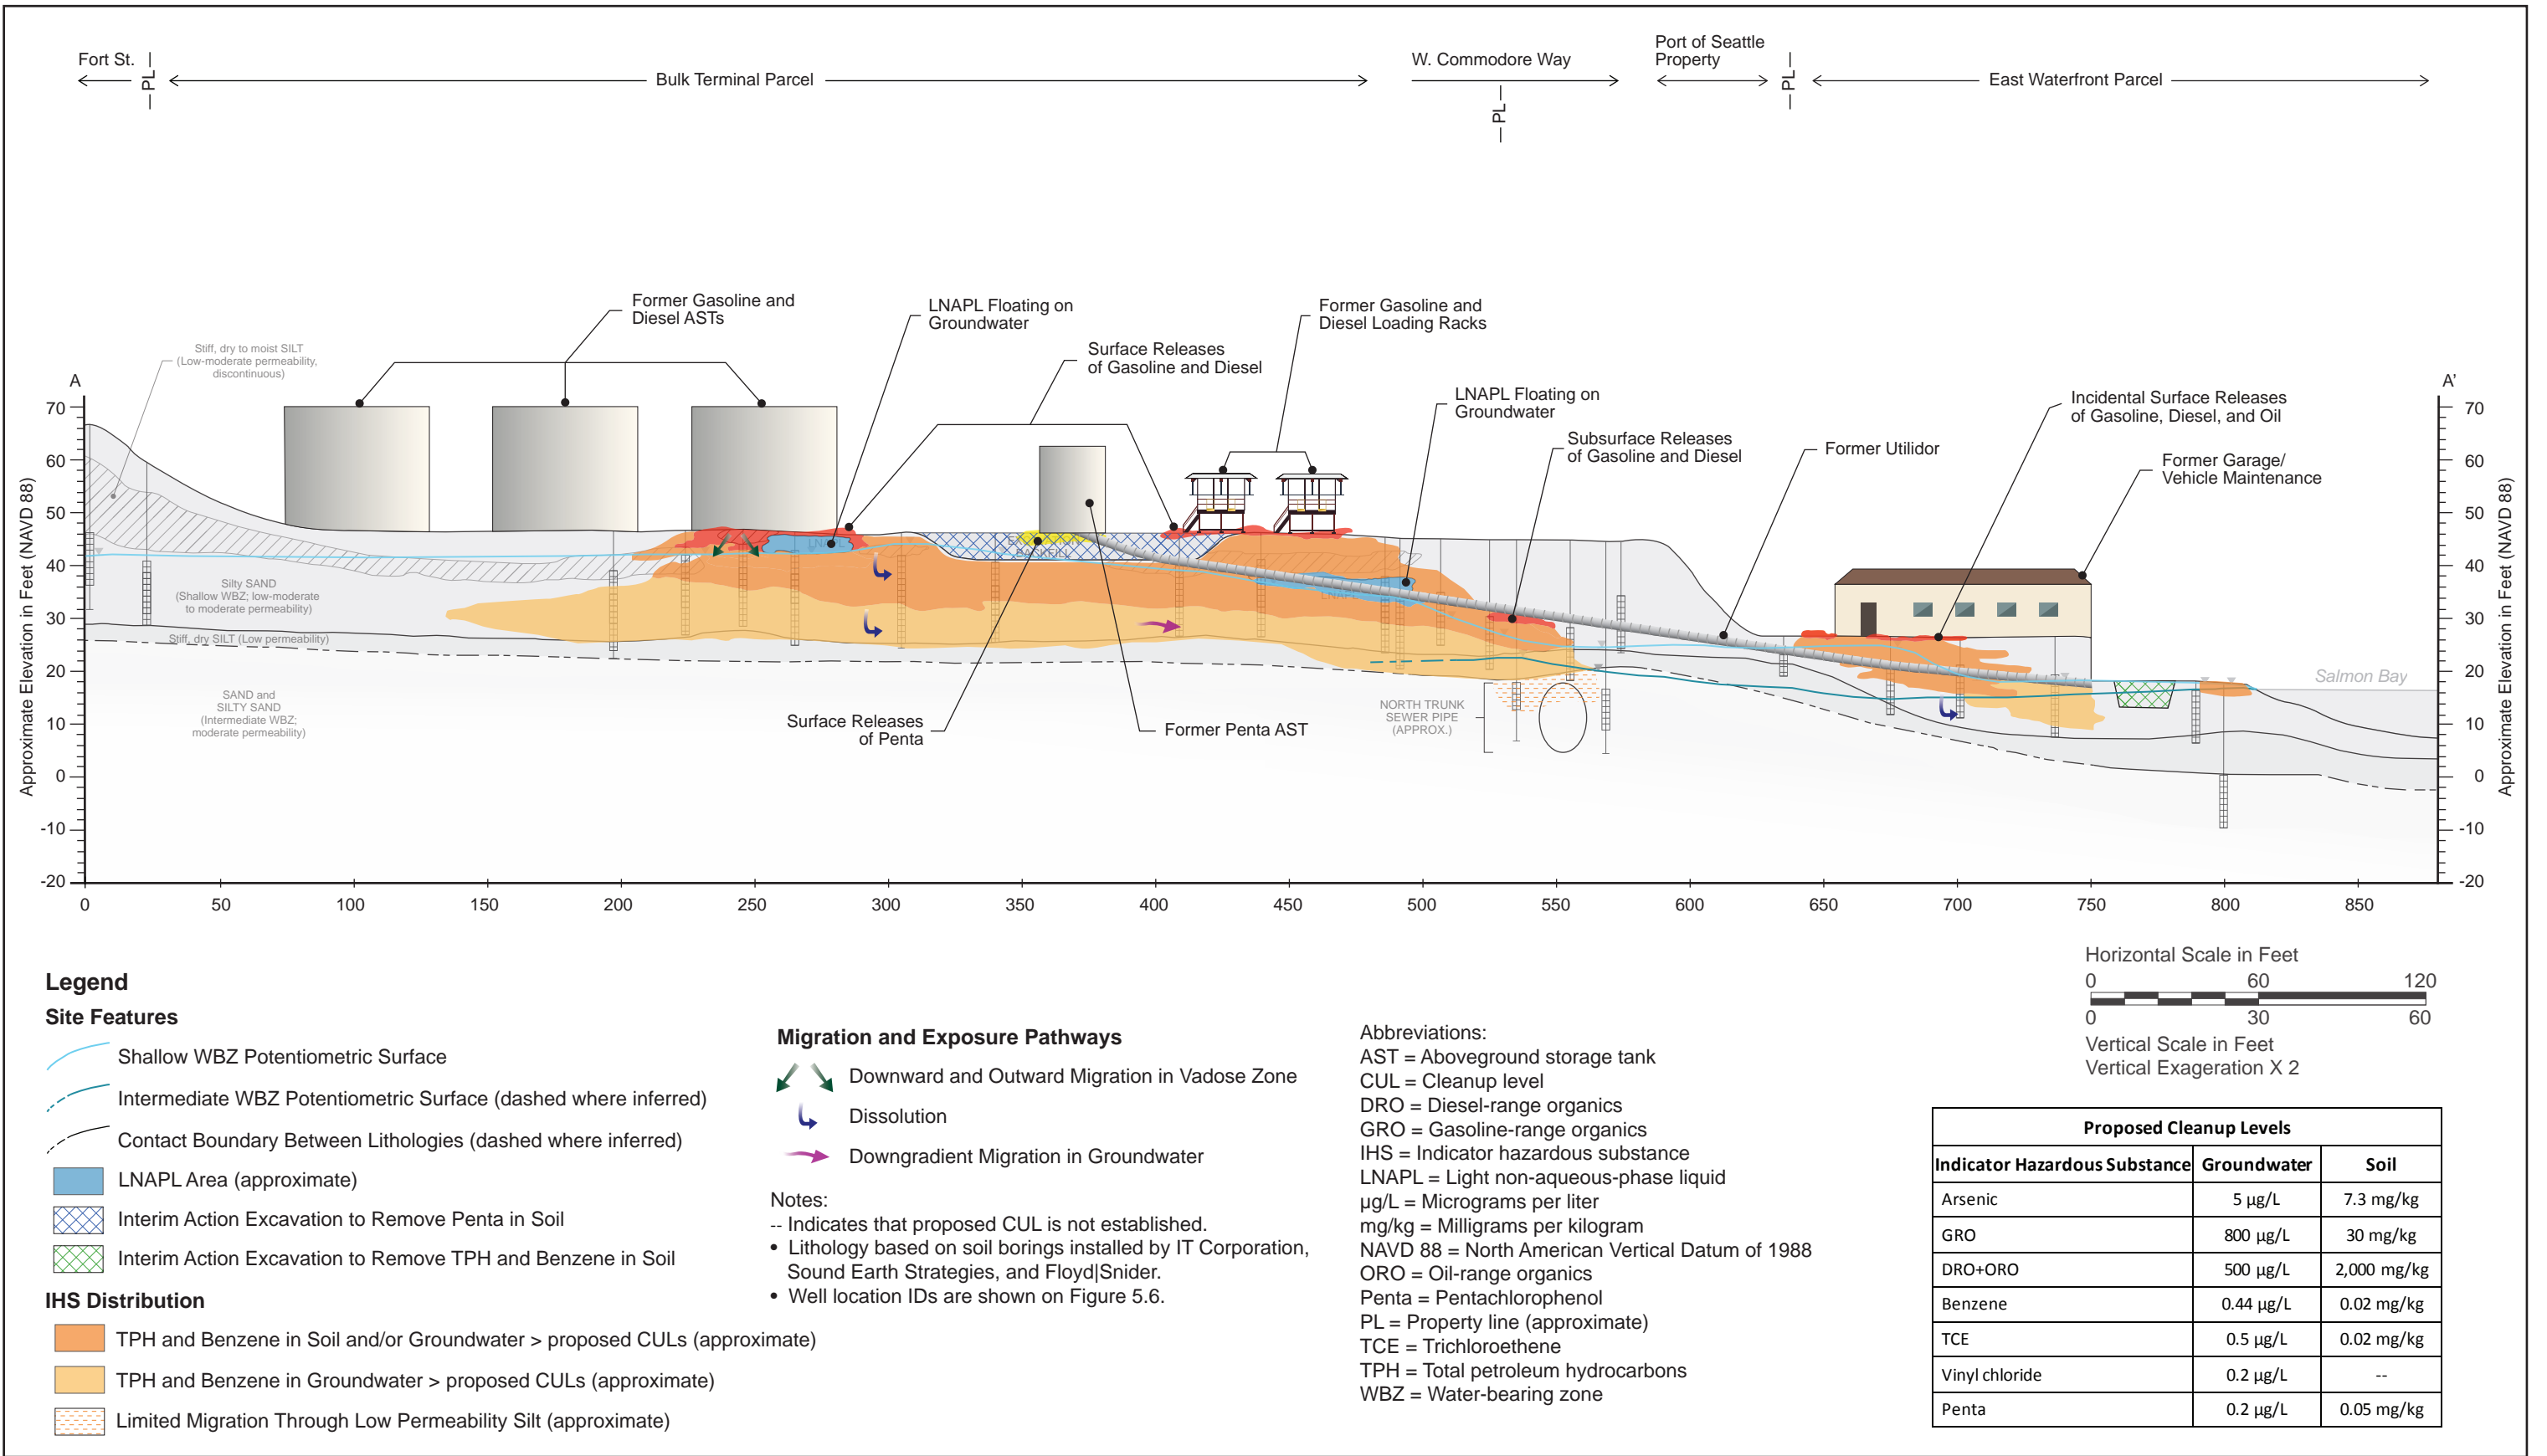 Fort St.
PL
Bulk Terminal Parcel
W. Commodore Way
PL
Port of Seattle
Property
PL
East Waterfront Parcel
Former Gasoline and
Diesel ASTs
LNAPL Floating on
Groundwater
Former Gasoline and
Diesel Loading Racks
Surface Releases
of Gasoline and Diesel
Stiff, dry to moist SILT
(Low-moderate permeability,
discontinuous)
LNAPL Floating on
Groundwater
Subsurface Releases
of Gasoline and Diesel
Former Utilidor
Incidental Surface Releases
of Gasoline, Diesel, and Oil
Former Garage/
Vehicle Maintenance
A
A'
Approximate Elevation in Feet (NAVD 88)
70
60
50
40
30
20
10
0
-10
-20
Approximate Elevation in Feet (NAVD 88)
70
60
50
40
30
20
10
0
-10
-20
LNAPL
BACKFILL
LNAPL
Silty SAND
(Shallow WBZ; low-moderate
to moderate permeability)
Stiff, dry SILT (Low permeability)
SAND and
SILTY SAND
(Intermediate WBZ;
moderate permeability)
Surface Releases
of Penta
Former Penta AST
NORTH TRUNK
SEWER PIPE
(APPROX.)
Salmon Bay
0 50 100 150 200 250 300 350 400 450 500 550 600 650 700 750 800 850
Legend
Site Features
Shallow WBZ Potentiometric Surface
Intermediate WBZ Potentiometric Surface (dashed where inferred)
Contact Boundary Between Lithologies (dashed where inferred)
LNAPL Area (approximate)
Interim Action Excavation to Remove Penta in Soil
Interim Action Excavation to Remove TPH and Benzene in Soil
IHS Distribution
TPH and Benzene in Soil and/or Groundwater > proposed CULs (approximate)
TPH and Benzene in Groundwater > proposed CULs (approximate)
Limited Migration Through Low Permeability Silt (approximate)
Migration and Exposure Pathways
Downward and Outward Migration in Vadose Zone
Dissolution
Downgradient Migration in Groundwater
Notes:
-- Indicates that proposed CUL is not established.
• Lithology based on soil borings installed by IT Corporation,
Sound Earth Strategies, and Floyd|Snider.
• Well location IDs are shown on Figure 5.6.
Abbreviations:
AST = Aboveground storage tank
CUL = Cleanup level
DRO = Diesel-range organics
GRO = Gasoline-range organics
IHS = Indicator hazardous substance
LNAPL = Light non-aqueous-phase liquid
µg/L = Micrograms per liter
mg/kg = Milligrams per kilogram
NAVD 88 = North American Vertical Datum of 1988
ORO = Oil-range organics
Penta = Pentachlorophenol
PL = Property line (approximate)
TCE = Trichloroethene
TPH = Total petroleum hydrocarbons
WBZ = Water-bearing zone
Horizontal Scale in Feet
0 60 120
0 30 60
Vertical Scale in Feet
Vertical Exageration X 2
Proposed Cleanup Levels
Indicator Hazardous Substance Groundwater Soil
Arsenic 5 µg/L 7.3 mg/kg
GRO 800 µg/L 30 mg/kg
DRO+ORO 500 µg/L 2,000 mg/kg
Benzene 0.44 µg/L 0.02 mg/kg
TCE 0.5 µg/L 0.02 mg/kg
Vinyl chloride 0.2 µg/L --
Penta 0.2 µg/L 0.05 mg/kg